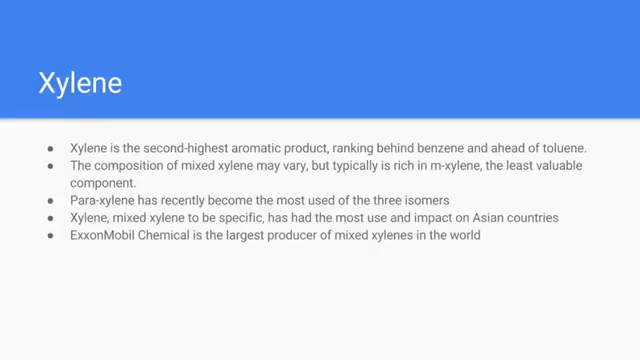 Xylene
● Xylene is the second-highest aromatic product, ranking behind benzene and ahead of toluene.
● The composition of mixed xylene may vary, but typically is rich in m-xylene, the least valuable
component.
● Para-xylene has recently become the most used of the three isomers
● Xylene, mixed xylene to be specific, has had the most use and impact on Asian countries
● ExxonMobil Chemical is the largest producer of mixed xylenes in the world